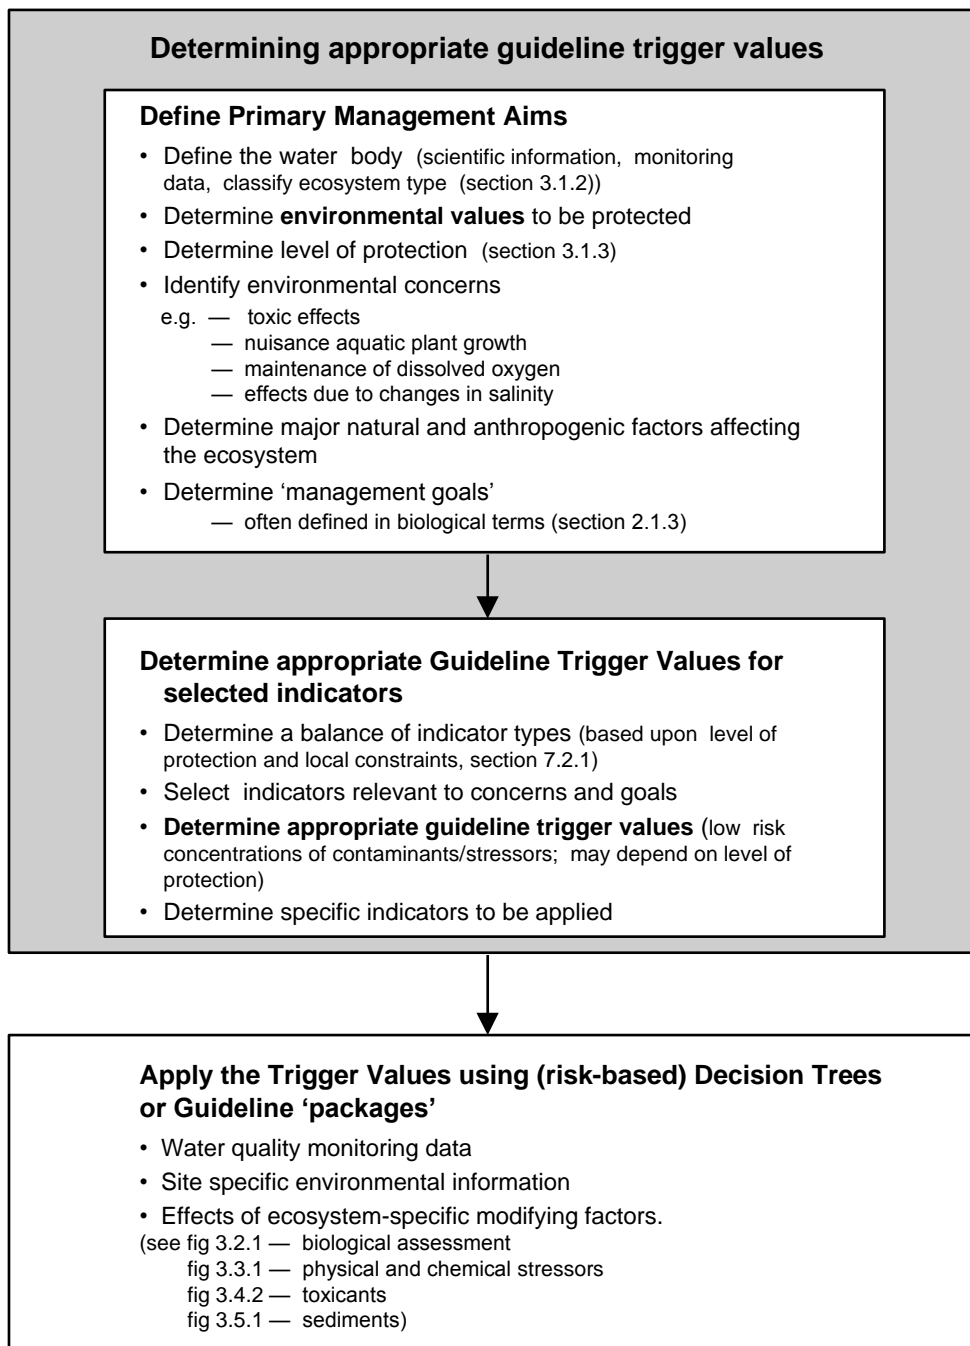 Determining appropriate guideline trigger values
Define Primary Management Aims
• Define the water body (scientific information, monitoring
data, classify ecosystem type (section 3.1.2))
• Determine environmental values to be protected
• Determine level of protection (section 3.1.3)
• Identify environmental concerns
e.g. — toxic effects
— nuisance aquatic plant growth
— maintenance of dissolved oxygen
— effects due to changes in salinity
• Determine major natural and anthropogenic factors affecting
the ecosystem
• Determine ‘management goals’
— often defined in biological terms (section 2.1.3)
Determine appropriate Guideline Trigger Values for
selected indicators
• Determine a balance of indicator types (based upon level of
protection and local constraints, section 7.2.1)
• Select indicators relevant to concerns and goals
• Determine appropriate guideline trigger values (low risk
concentrations of contaminants/stressors; may depend on level of
protection)
• Determine specific indicators to be applied
Apply the Trigger Values using (risk-based) Decision Trees
or Guideline ‘packages’
• Water quality monitoring data
• Site specific environmental information
• Effects of ecosystem-specific modifying factors.
(see fig 3.2.1 — biological assessment
fig 3.3.1 — physical and chemical stressors
fig 3.4.2 — toxicants
fig 3.5.1 — sediments)